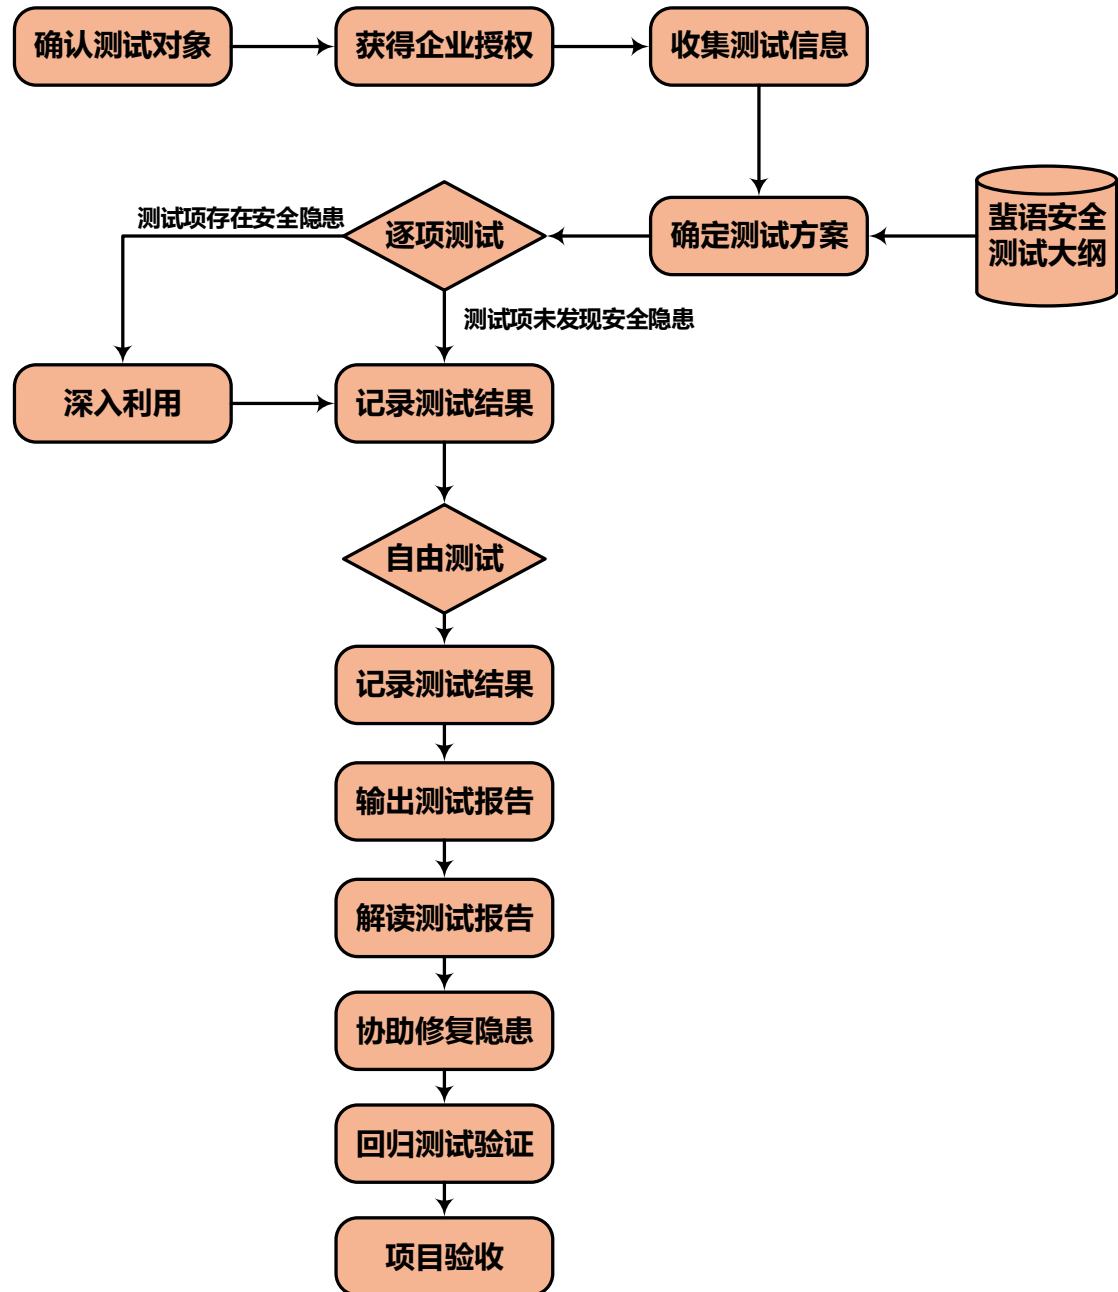 确认测试对象
获得企业授权
收集测试信息
测试项存在安全隐患
逐项测试
确定测试方案
蜚语安全
测试大纲
测试项未发现安全隐患
深入利用
记录测试结果
自由测试
记录测试结果
输出测试报告
解读测试报告
协助修复隐患
回归测试验证
项目验收